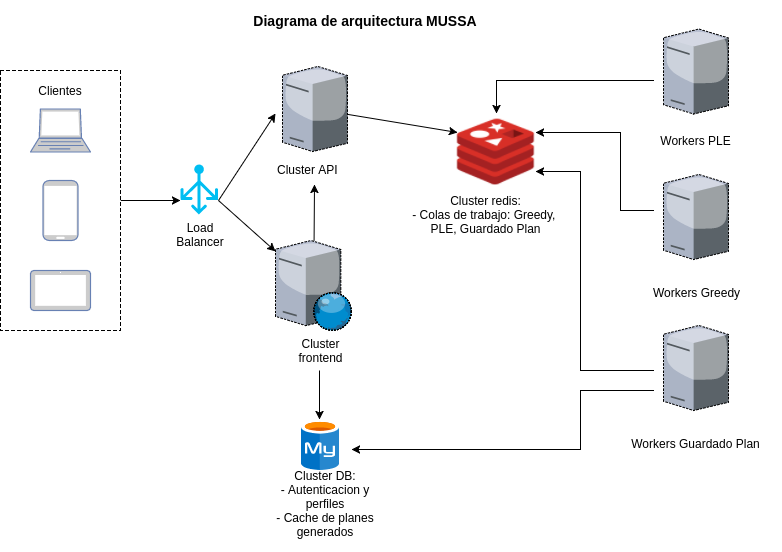 Diagrama de arquitectura MUSSA
Clientes
Workers PLE
Cluster API
Cluster redis:
- Colas de trabajo: Greedy,
PLE, Guardado Plan
Load
Balancer
Workers Greedy
Cluster
frontend
Workers Guardado Plan
My
Cluster DB:
- Autenticacion y
perfiles
- Cache de planes
generados